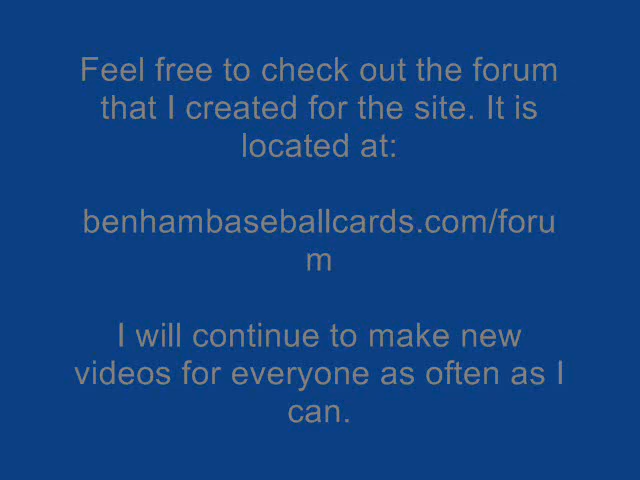 Feel free to check out the forum
that I created for the site. It is
located at:
benhambaseballcards.com/foru
m
I will continue to make new
videos for everyone as often as I
can.